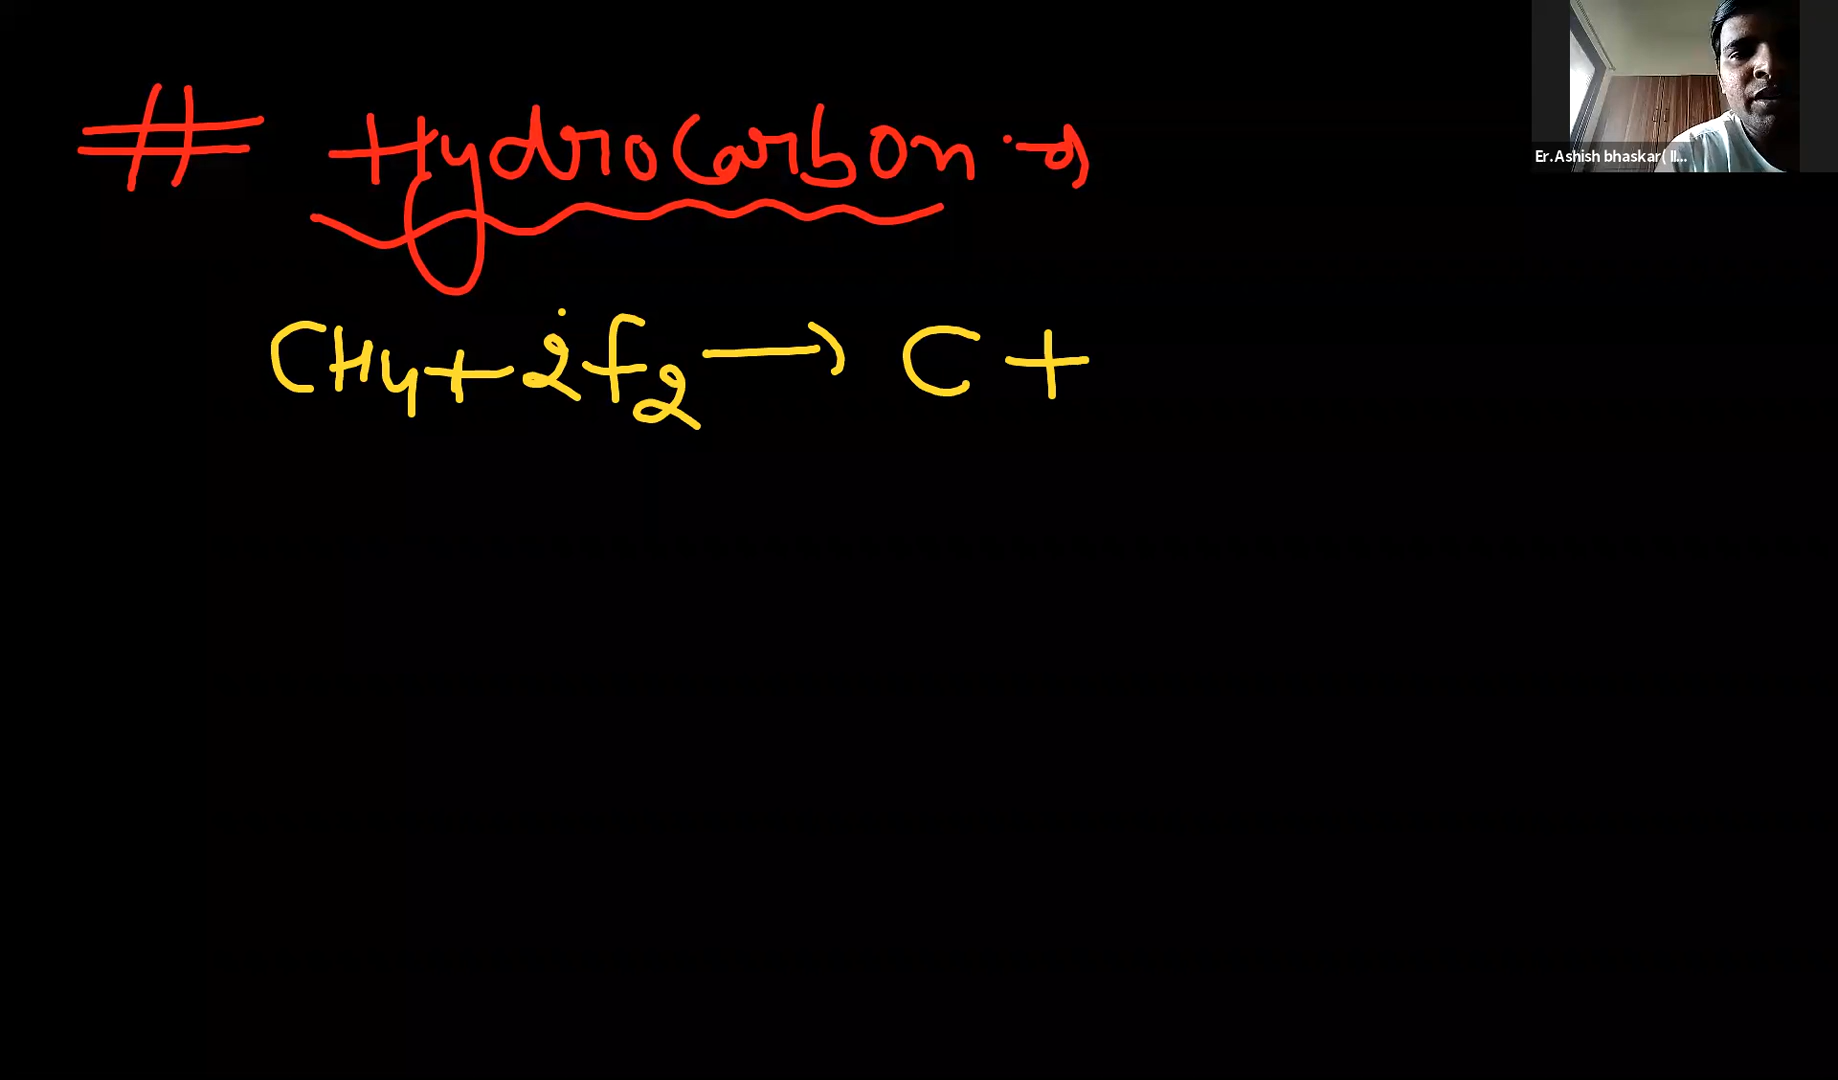 # HydroCarbon :→
CH4 + 2f2 → C +
Er.Ashish bhaskar( II...